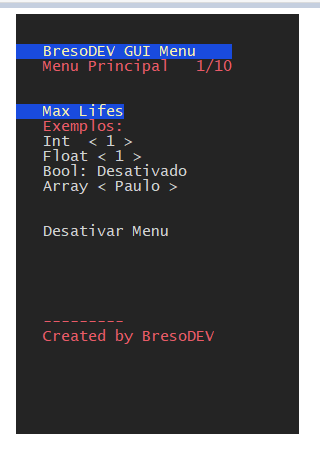 BresoDEV GUI Menu
Menu Principal 1/10
Max Lifes
Exemplos:
Int < 1 >
Float < 1 >
Bool: Desativado
Array < Paulo >
Desativar Menu
---------
Created by BresoDEV